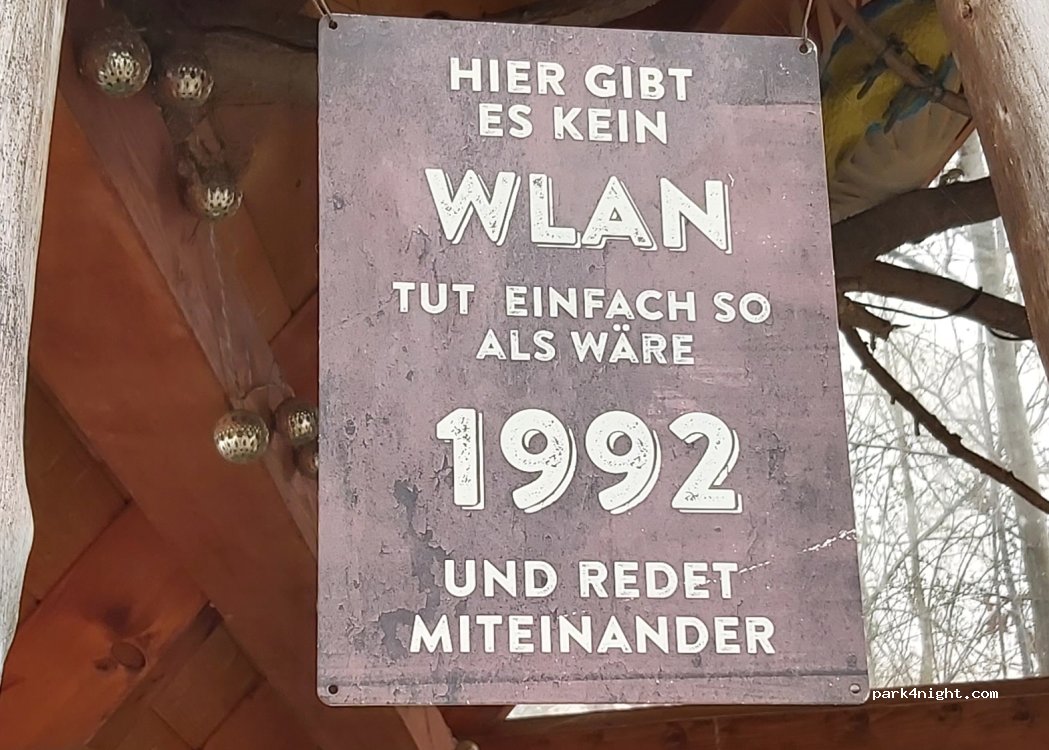 HIER GIBT
ES KEIN
WLAN
TUT EINFACH SO
ALS WÄRE
1992
UND REDET
MITEINANDER
park4night.com